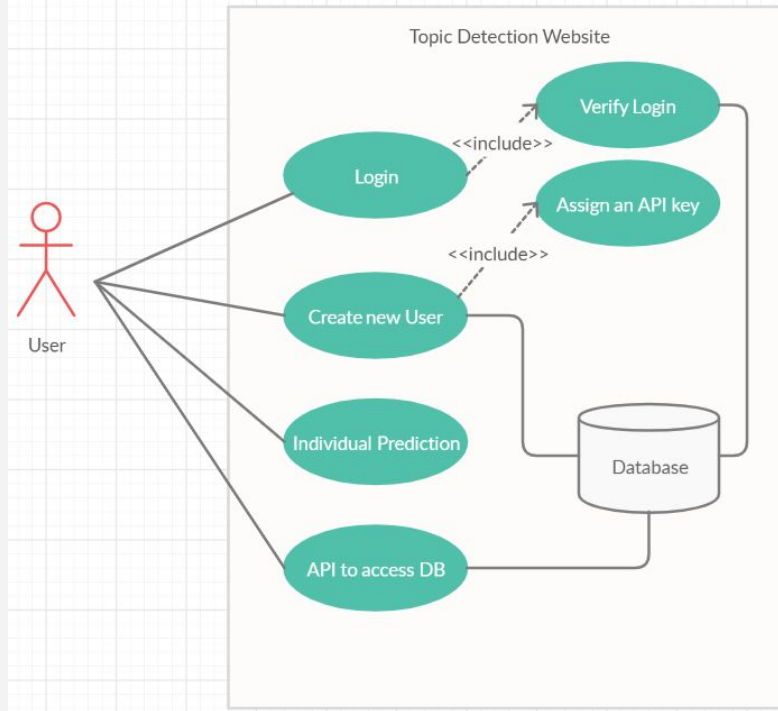 Topic Detection Website
Verify Login
<<include>>
Login
Assign an API key
<<include>>
Create new User
User
Individual Prediction
Database
API to access DB